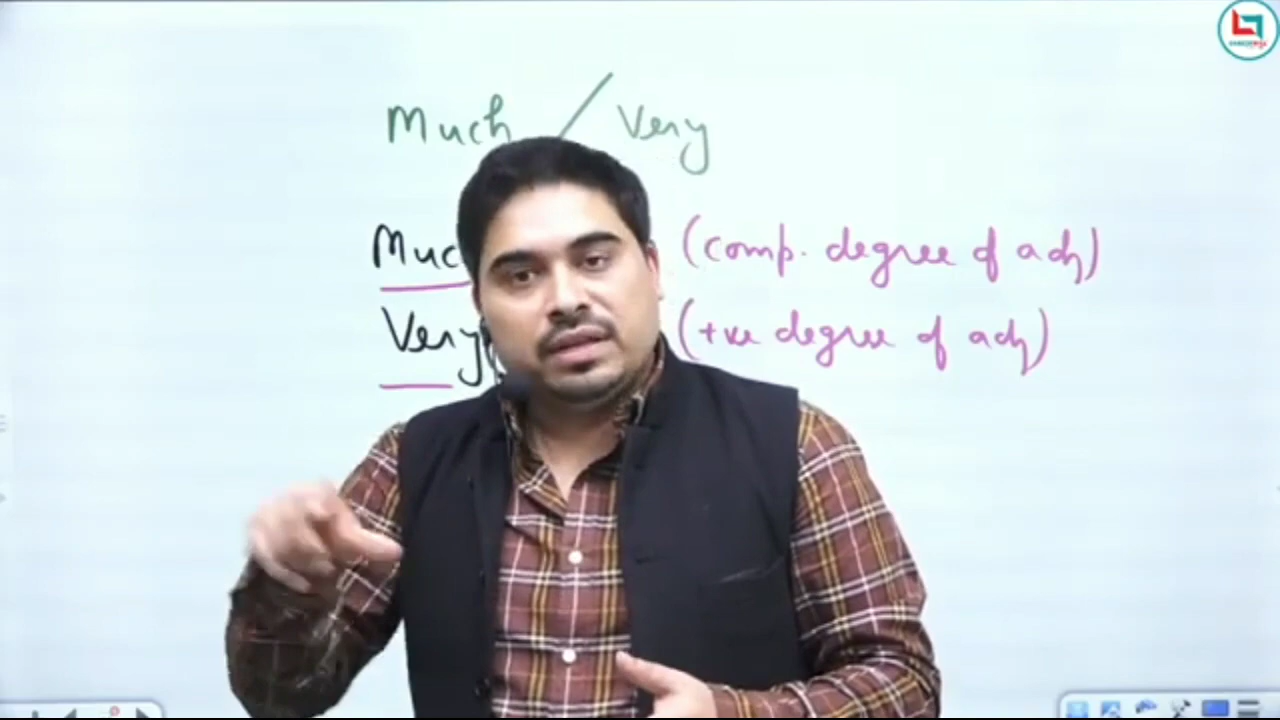 Much / Very
Muc (comp. degree of adj)
Very (+ve degree of adj)